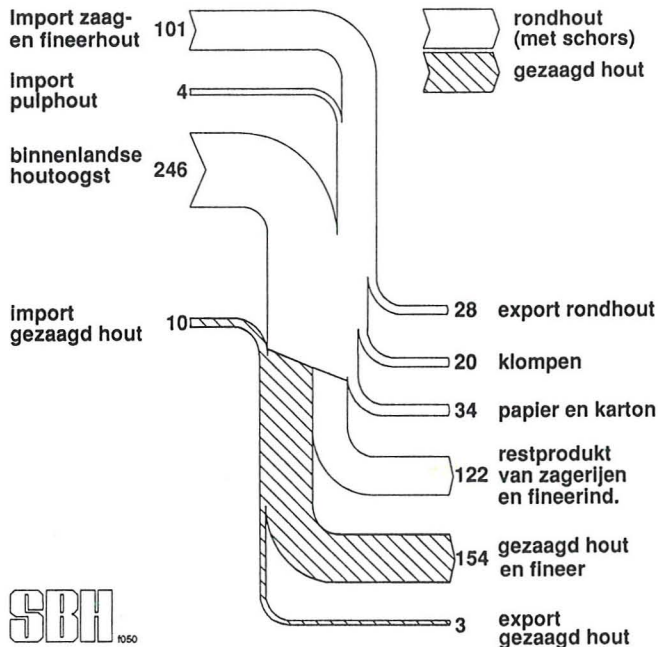 Import zaag-
en fineerhout 101
import
pulphout 4
binnenlandse
houtoogst 246
import
gezaagd hout 10
rondhout
(met schors)
gezaagd hout
28 export rondhout
20 klompen
34 papier en karton
restprodukt
122 van zagerijen
en fineerind.
154 gezaagd hout
en fineer
3 export
gezaagd hout
SBH
f050